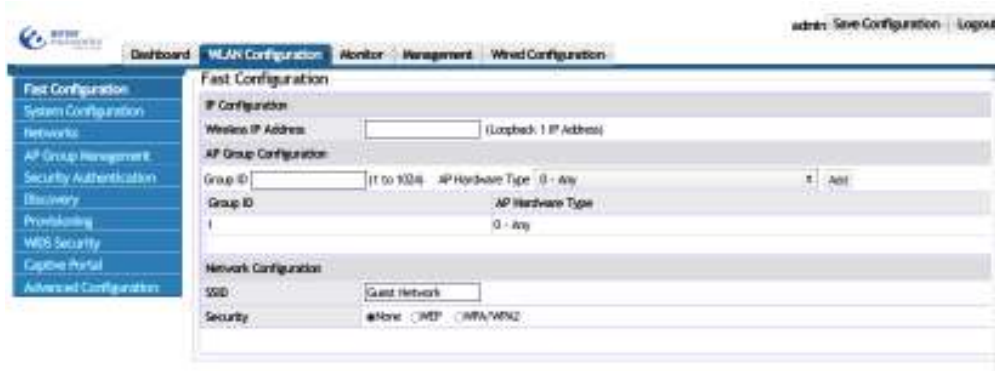 admin Save Configuration Logout
Dashboard WLAN Configuration Monitor Management Wired Configuration
Fast Configuration
System Configuration
Networks
AP Group Management
Security Authentication
Discovery
Provisioning
WIDS Security
Captive Portal
Advanced Configuration
Fast Configuration
IP Configuration
Wireless IP Address (Loopback 1 IP Address)
AP Group Configuration
Group ID (1 to 1024) AP Hardware Type 0 - Any Add
Group ID AP Hardware Type
1 0 - Any
Network Configuration
SSID Guest Network
Security None WEP WPA/WPA2